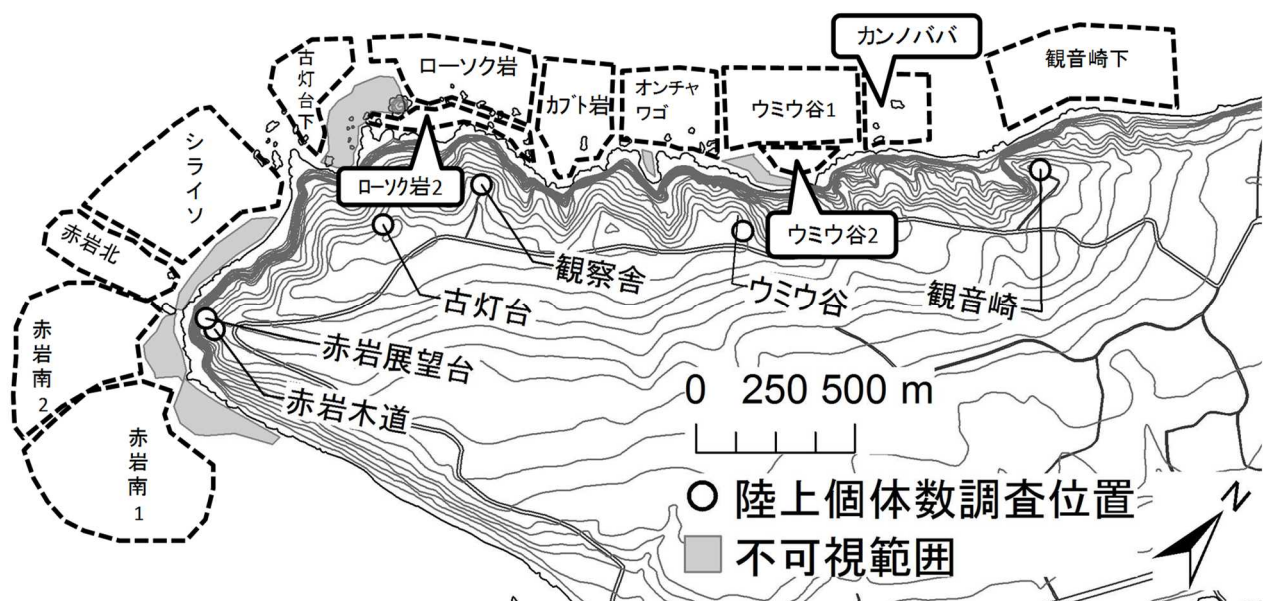 カンノババ
古灯台下
ローソク岩
カブト岩
オンチャ
ワゴ
ウミウ谷1
観音崎下
シライソ
ローソク岩2
ウミウ谷2
赤岩北
観察舎
古灯台
ウミウ谷
観音崎
赤岩展望台
赤岩木道
赤岩南2
赤岩南1
0 250 500 m
陸上個体数調査位置
不可視範囲
N